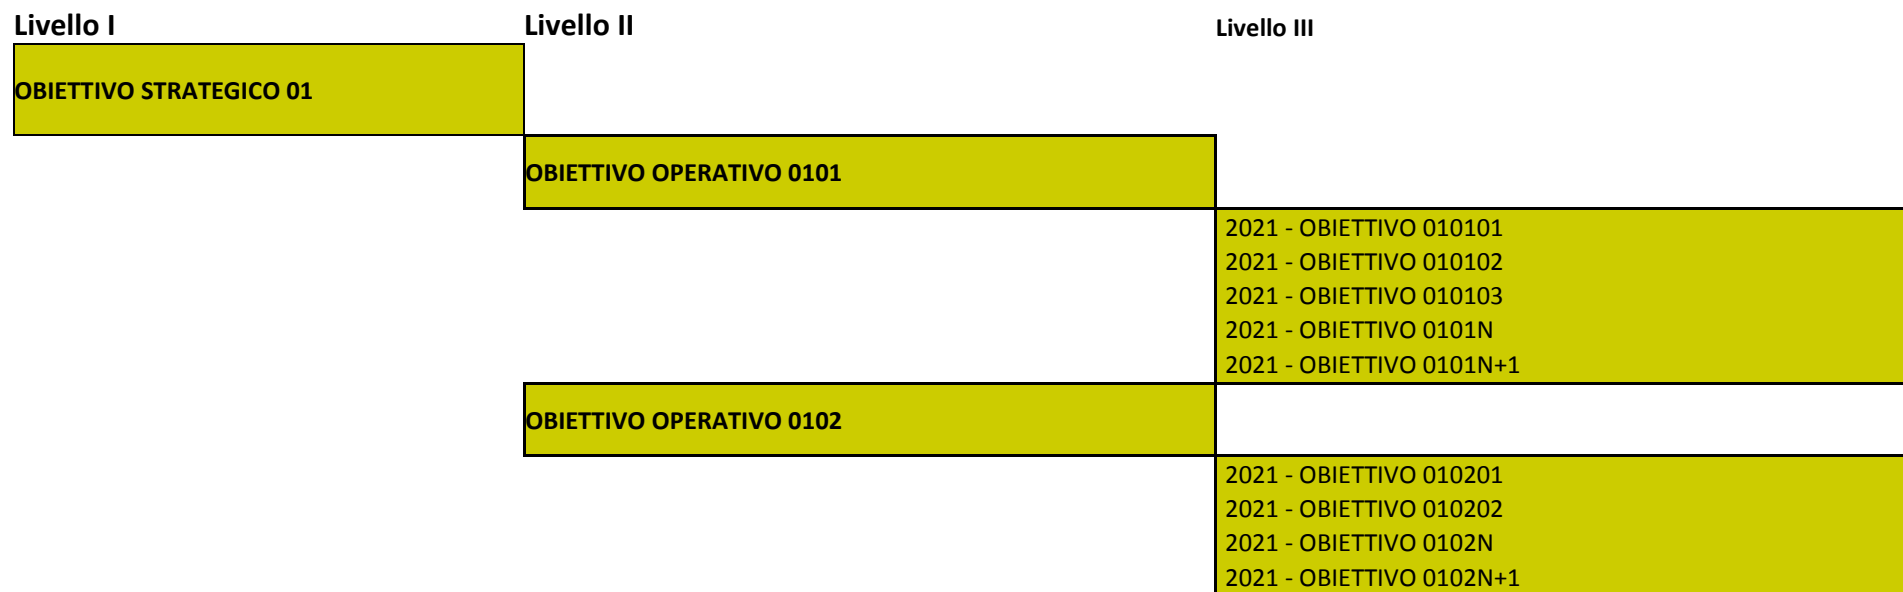 Livello I
Livello II
Livello III
OBIETTIVO STRATEGICO 01
OBIETTIVO OPERATIVO 0101
2021 - OBIETTIVO 010101
2021 - OBIETTIVO 010102
2021 - OBIETTIVO 010103
2021 - OBIETTIVO 0101N
2021 - OBIETTIVO 0101N+1
OBIETTIVO OPERATIVO 0102
2021 - OBIETTIVO 010201
2021 - OBIETTIVO 010202
2021 - OBIETTIVO 0102N
2021 - OBIETTIVO 0102N+1